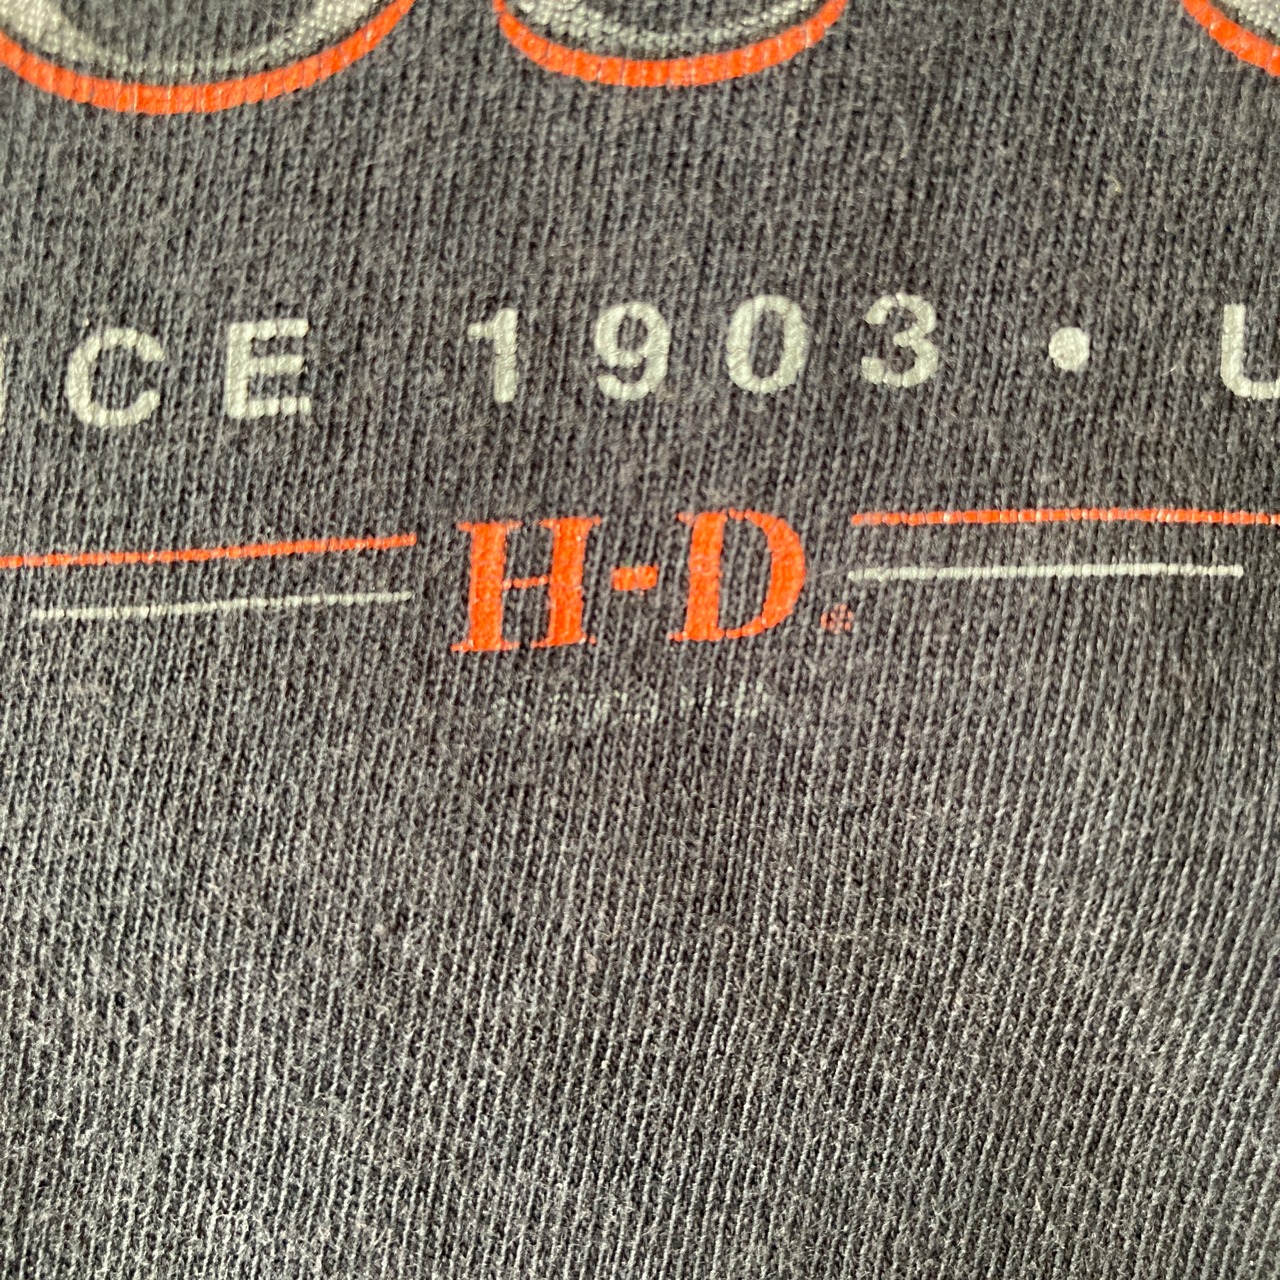 ICE 1903 • U
H-D®